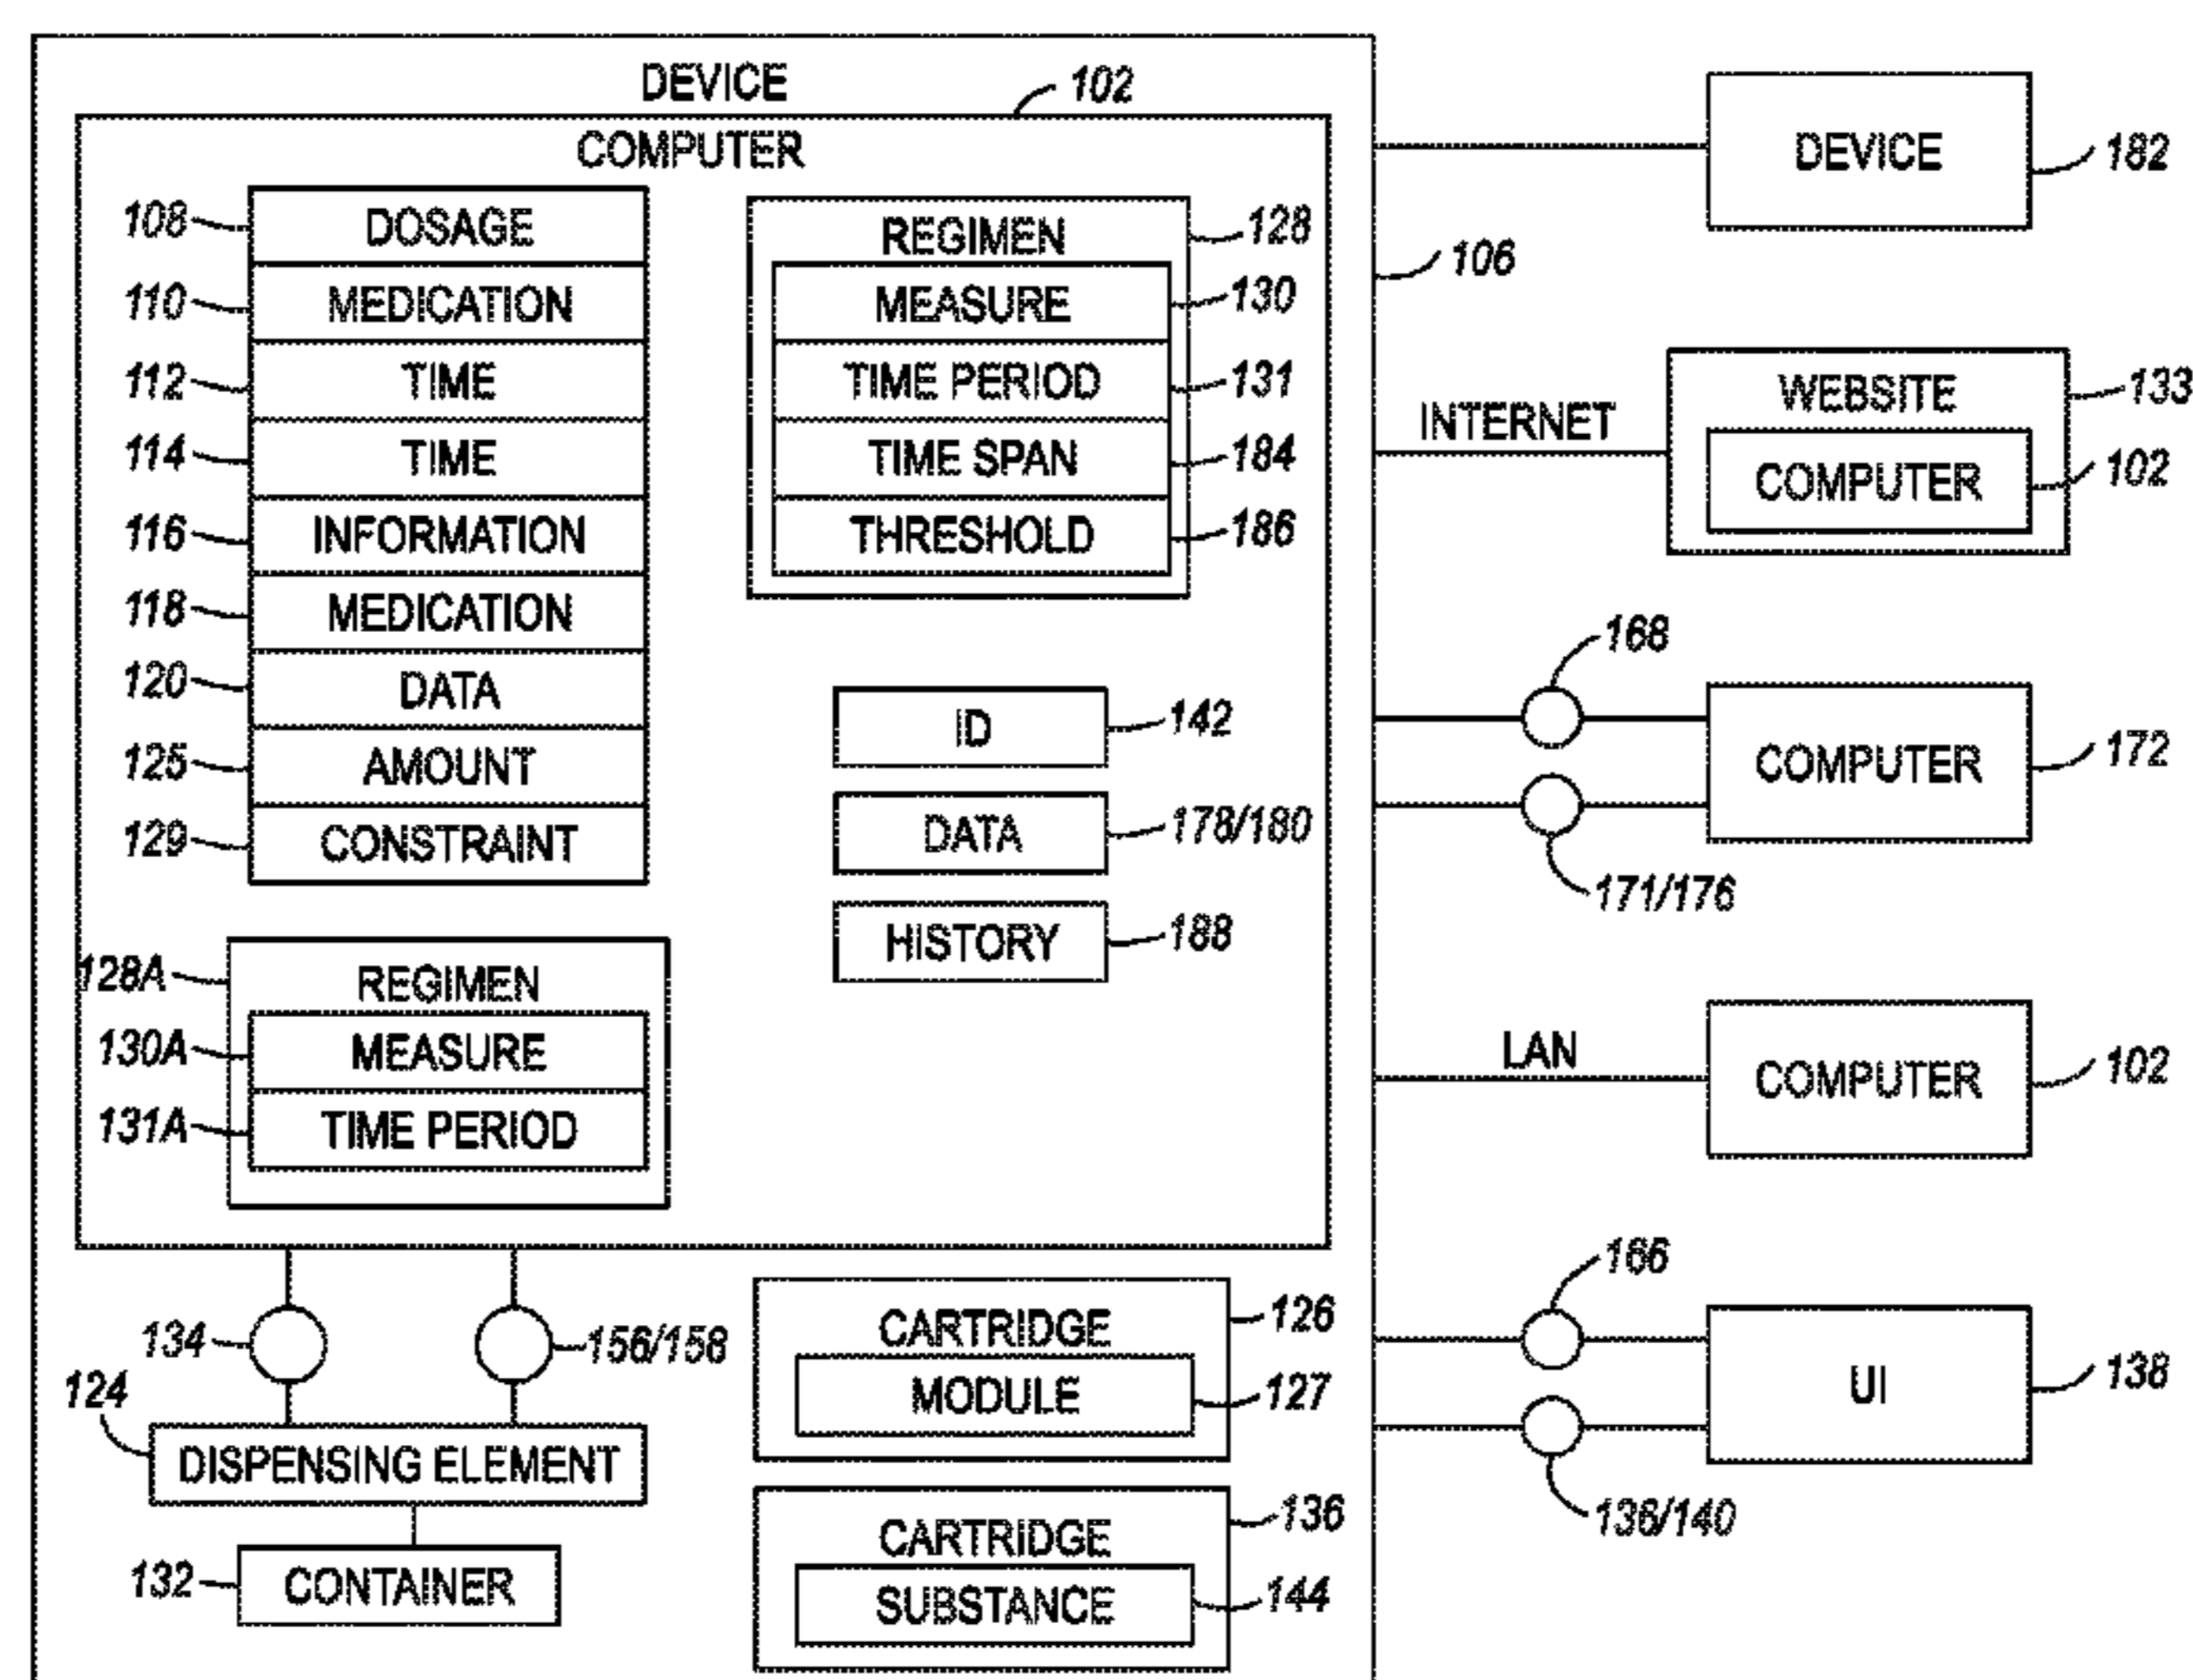 DEVICE
102
COMPUTER
108 DOSAGE
110 MEDICATION
112 TIME
114 TIME
116 INFORMATION
118 MEDICATION
120 DATA
125 AMOUNT
129 CONSTRAINT
REGIMEN 128
MEASURE 130
TIME PERIOD 131
TIME SPAN 184
THRESHOLD 186
ID 142
DATA 178/180
HISTORY 188
128A REGIMEN
130A MEASURE
131A TIME PERIOD
134
156/158
124
DISPENSING ELEMENT
132 CONTAINER
CARTRIDGE 126
MODULE 127
CARTRIDGE 136
SUBSTANCE 144
106
DEVICE 182
INTERNET
WEBSITE 133
COMPUTER 102
168
COMPUTER 172
171/176
LAN
COMPUTER 102
166
UI 138
136/140